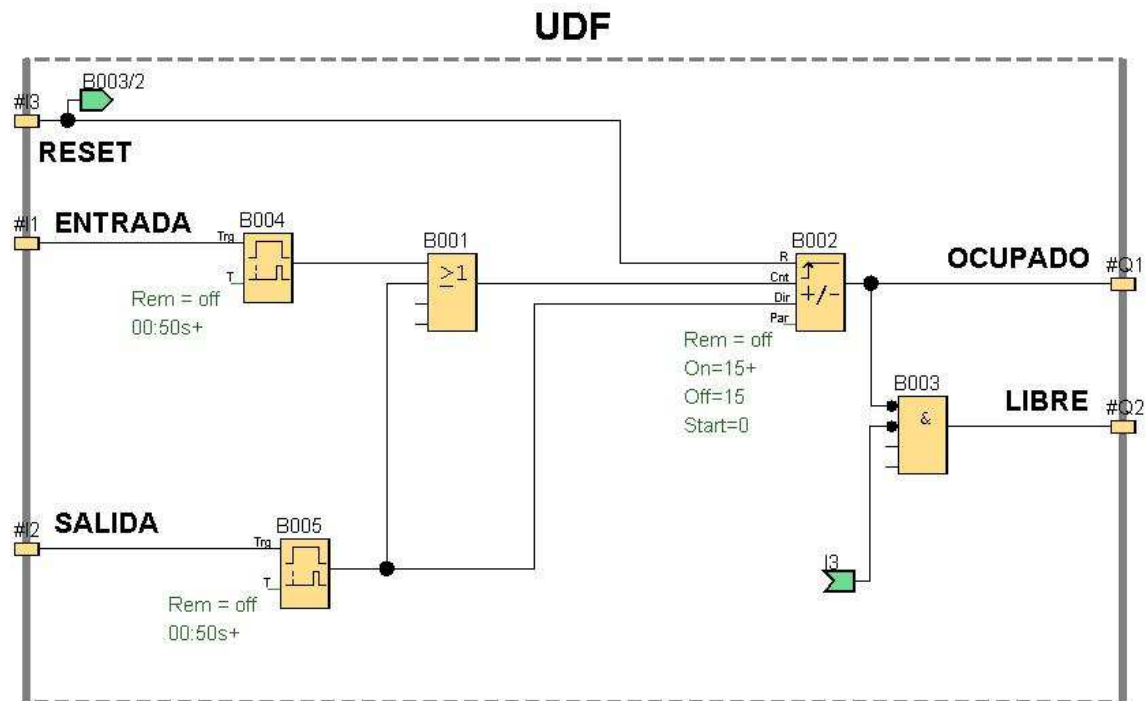 UDF
B003/2
#I3
RESET
#I1 ENTRADA
B004
Trg
T
Rem = off
00:50s+
B001
≥1
B002
R
Cnt
Dir
Par
+/-
Rem = off
On=15+
Off=15
Start=0
OCUPADO
#Q1
B003
&
LIBRE
#Q2
#I2 SALIDA
B005
Trg
T
Rem = off
00:50s+
I3